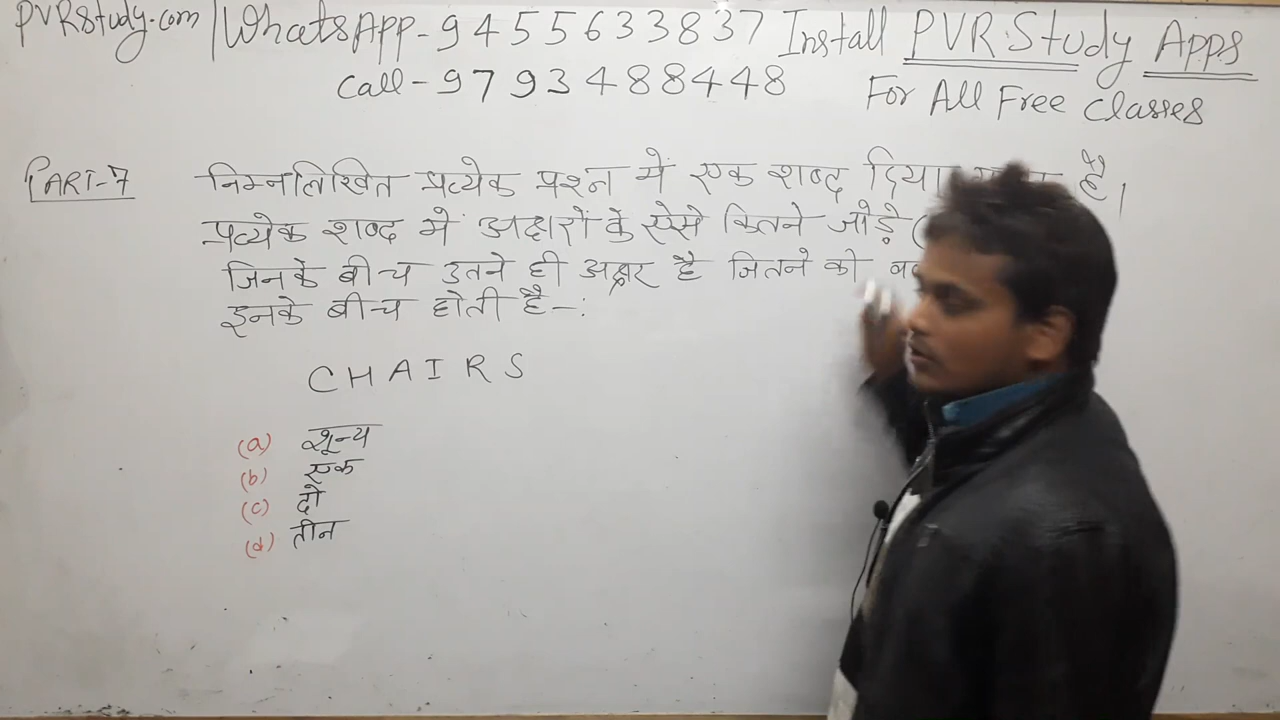 PVRStudy.com | WhatsApp - 9455633837 Install PVR Study Apps
Call - 9793488448 For All Free Classes
PART-7
निम्नलिखित प्रत्येक प्रश्न में एक शब्द दिया है।
प्रत्येक शब्द में अक्षरों के ऐसे कितने जोड़े (
जिनके बीच उतने ही अक्षर है जितने की
इनके बीच होती है -:
C H A I R S
(a) शून्य
(b) एक
(c) दो
(d) तीन